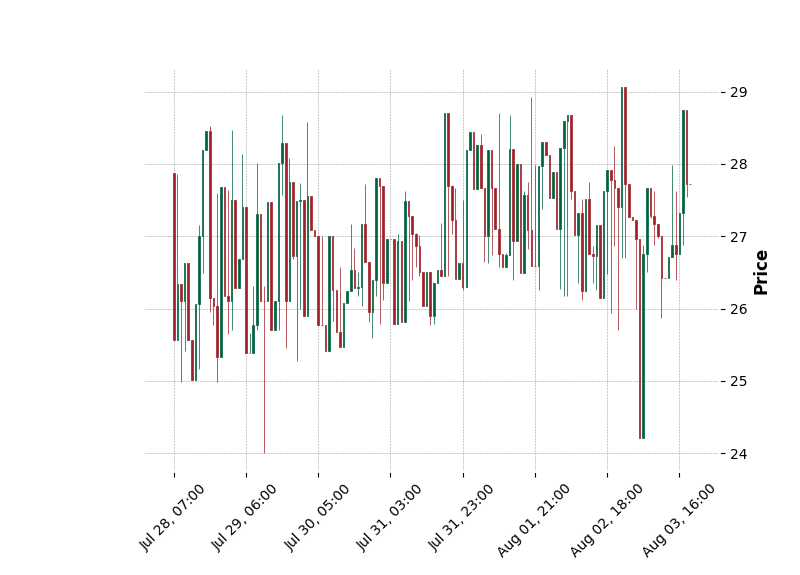 29
28
27
26
25
24
Price
Jul 28, 07:00
Jul 29, 06:00
Jul 30, 05:00
Jul 31, 03:00
Jul 31, 23:00
Aug 01, 21:00
Aug 02, 18:00
Aug 03, 16:00